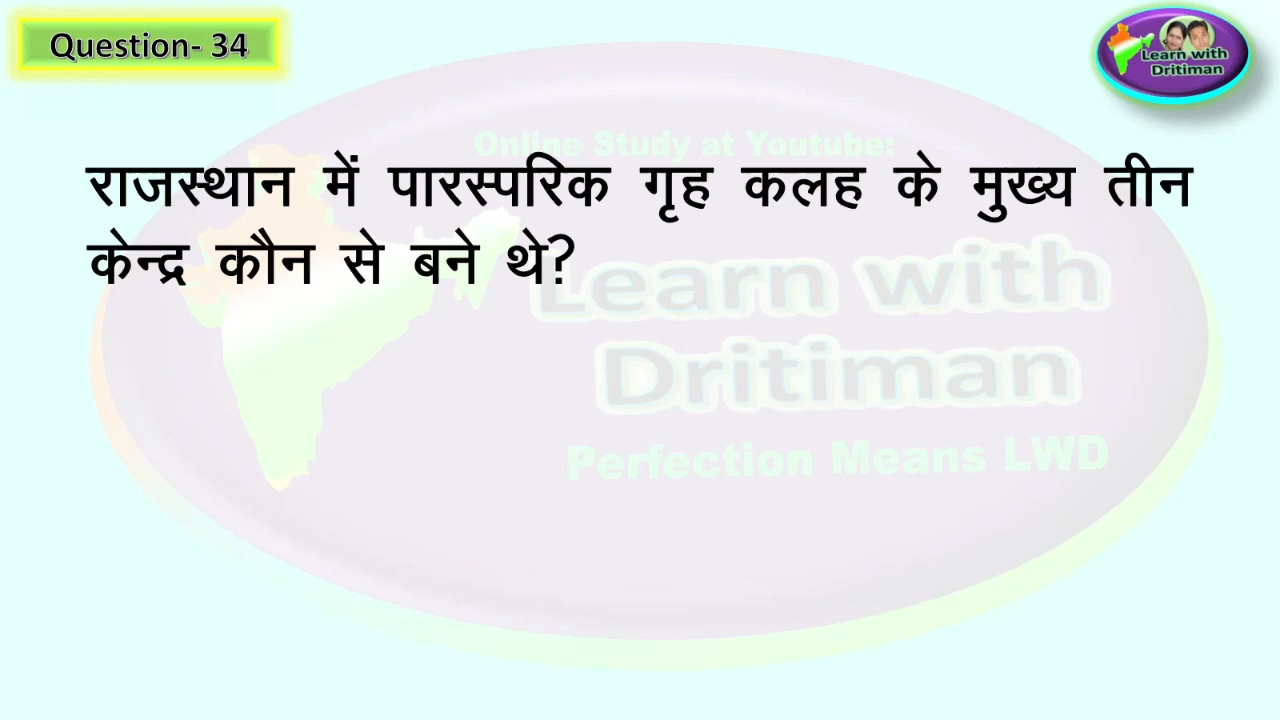 Question- 34
Learn with
Dritiman
Online Study at Youtube:
राजस्थान में पारस्परिक गृह कलह के मुख्य तीन
केन्द्र कौन से बने थे?
Learn with
Dritiman
Perfection Means LWD